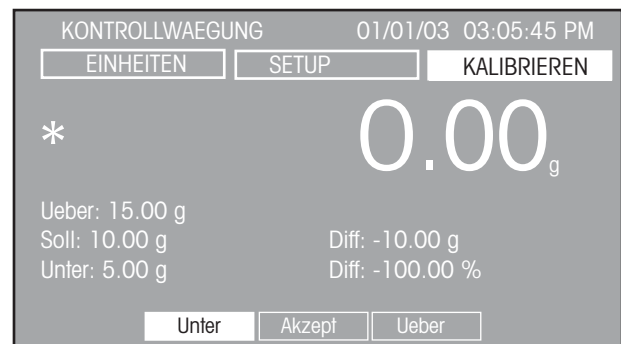 KONTROLLWAEGUNG 01/01/03 03:05:45 PM
EINHEITEN SETUP KALIBRIEREN
* 0.00 g
Ueber: 15.00 g
Soll: 10.00 g Diff: -10.00 g
Unter: 5.00 g Diff: -100.00 %
Unter Akzept Ueber